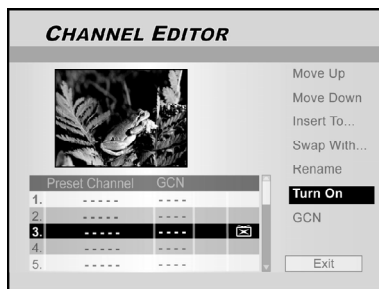 CHANNEL EDITOR
Move Up
Move Down
Insert To...
Swap With...
Rename
Turn On
GCN
Exit
Preset Channel GCN
1. ----- ----
2. ----- ----
3. ----- ----
4. ----- ----
5. ----- ----